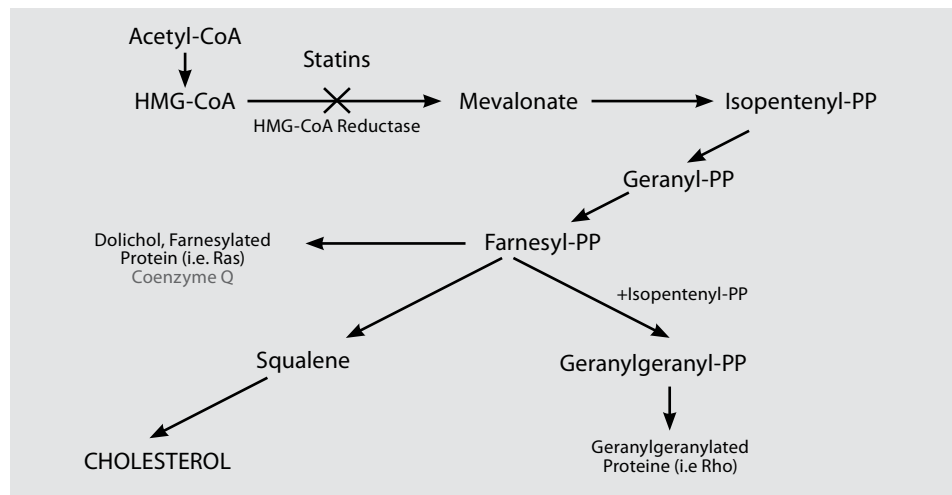 Acetyl-CoA
Statins
HMG-CoA
Mevalonate
Isopentenyl-PP
HMG-CoA Reductase
Geranyl-PP
Dolichol, Farnesylated
Protein (i.e. Ras)
Coenzyme Q
Farnesyl-PP
+Isopentenyl-PP
Squalene
Geranylgeranyl-PP
CHOLESTEROL
Geranylgeranylated
Proteine (i.e Rho)